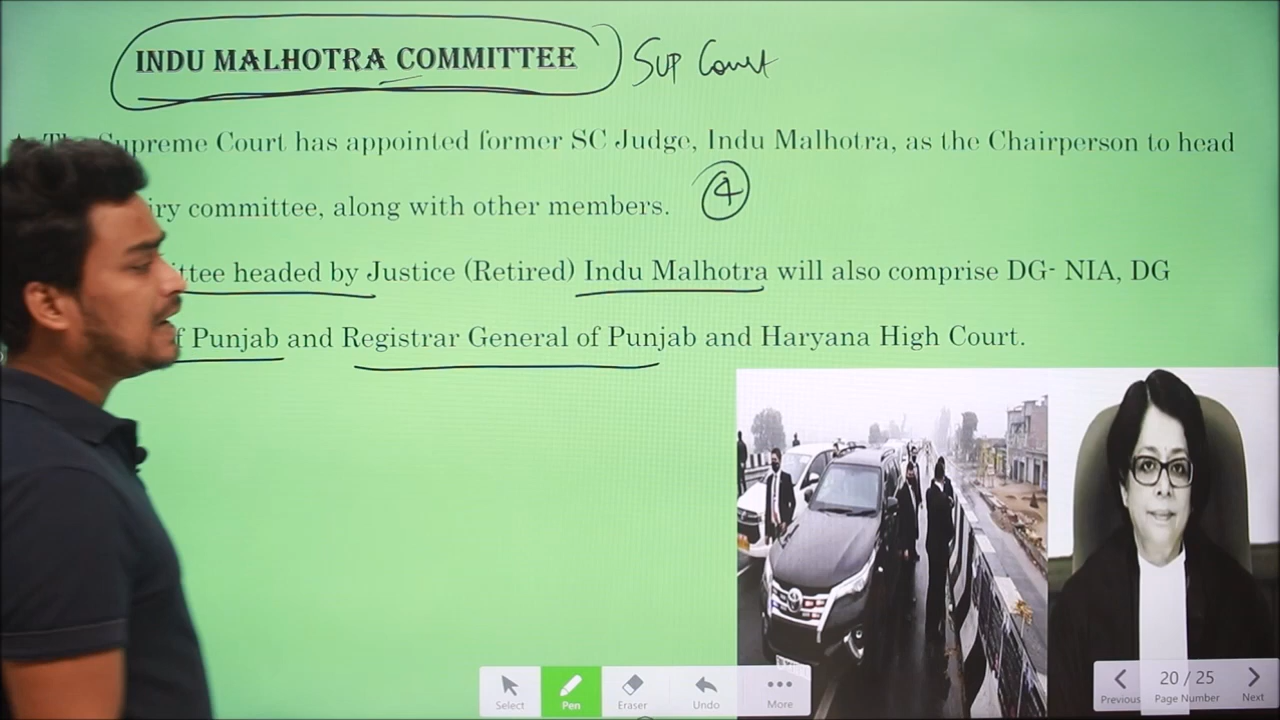 INDU MALHOTRA COMMITTEE
Sup Court
Supreme Court has appointed former SC Judge, Indu Malhotra, as the Chairperson to head
iry committee, along with other members.
4
ttee headed by Justice (Retired) Indu Malhotra will also comprise DG- NIA, DG
f Punjab and Registrar General of Punjab and Haryana High Court.
Select Pen Eraser Undo More
Previous 20 / 25 Page Number Next